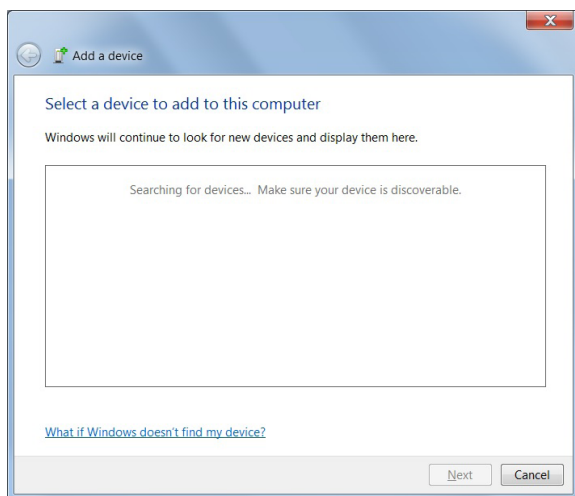 Add a device
Select a device to add to this computer
Windows will continue to look for new devices and display them here.
Searching for devices... Make sure your device is discoverable.
What if Windows doesn't find my device?
Next Cancel